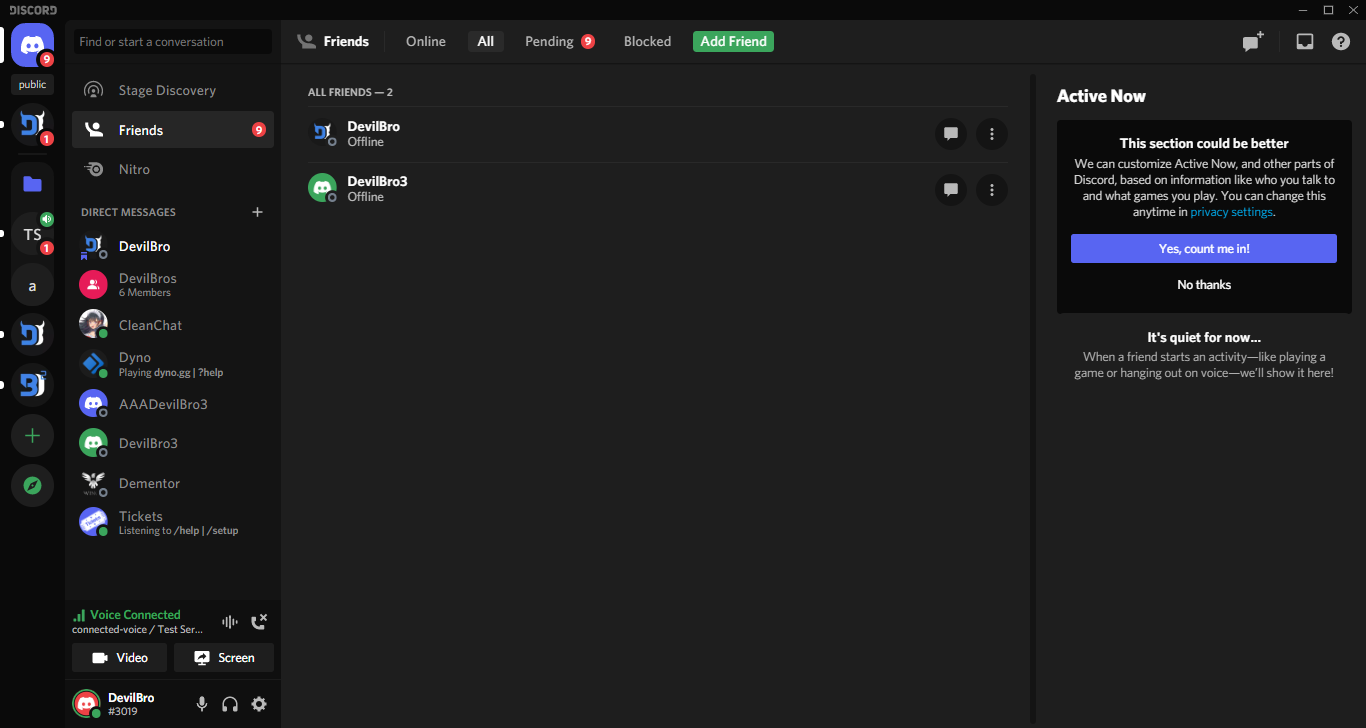 DISCORD
9
public
1
TS
1
a
Find or start a conversation
Stage Discovery
Friends
9
Nitro
DIRECT MESSAGES
DevilBro
DevilBros
6 Members
CleanChat
Dyno
Playing dyno.gg | ?help
AAADevilBro3
DevilBro3
Dementor
Tickets
Listening to /help | /setup
Voice Connected
connected-voice / Test Ser...
Video
Screen
DevilBro
#3019
Friends
Online
All
Pending 9
Blocked
Add Friend
ALL FRIENDS — 2
DevilBro
Offline
DevilBro3
Offline
Active Now
This section could be better
We can customize Active Now, and other parts of
Discord, based on information like who you talk to
and what games you play. You can change this
anytime in privacy settings.
Yes, count me in!
No thanks
It's quiet for now...
When a friend starts an activity—like playing a
game or hanging out on voice—we'll show it here!